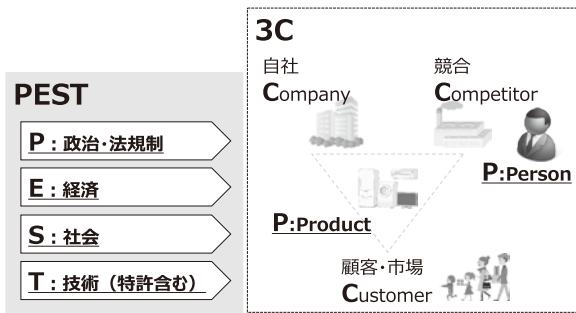 PEST
P：政治･法規制
E：経済
S：社会
T：技術（特許含む）
3C
自社
Company
競合
Competitor
P:Person
P:Product
顧客･市場
Customer